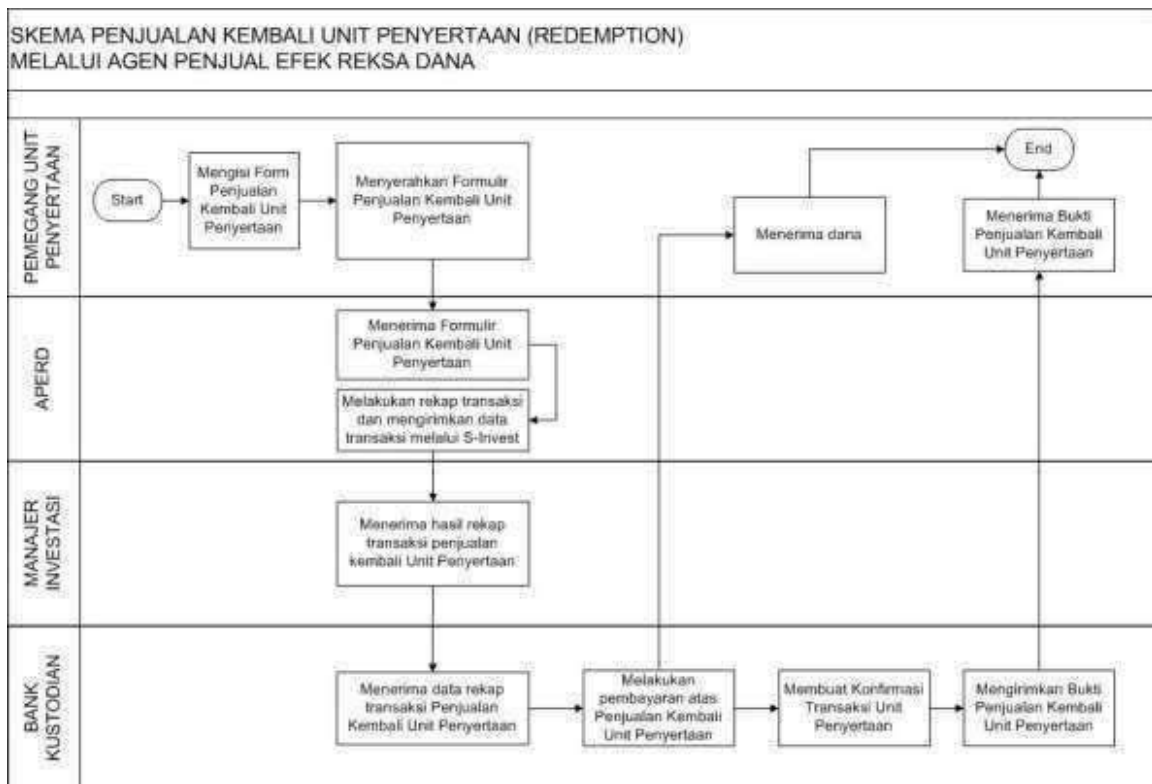 SKEMA PENJUALAN KEMBALI UNIT PENYERTAAN (REDEMPTION)
MELALUI AGEN PENJUAL EFEK REKSA DANA
PEMEGANG UNIT
PENYERTAAN
Start
Mengisi Form
Penjualan
Kembali Unit
Penyertaan
Menyerahkan Formulir
Penjualan Kembali Unit
Penyertaan
Menerima dana
End
Menerima Bukti
Penjualan Kembali
Unit Penyertaan
APERD
Menerima Formulir
Penjualan Kembali Unit
Penyertaan
Melakukan rekap transaksi
dan mengirimkan data
transaksi melalui S-Invest
MANAJER
INVESTASI
Menerima hasil rekap
transaksi penjualan
kembali Unit Penyertaan
BANK
KUSTODIAN
Menerima data rekap
transaksi Penjualan
Kembali Unit Penyertaan
Melakukan
pembayaran atas
Penjualan Kembali
Unit Penyertaan
Membuat Konfirmasi
Transaksi Unit
Penyertaan
Mengirimkan Bukti
Penjualan Kembali
Unit Penyertaan